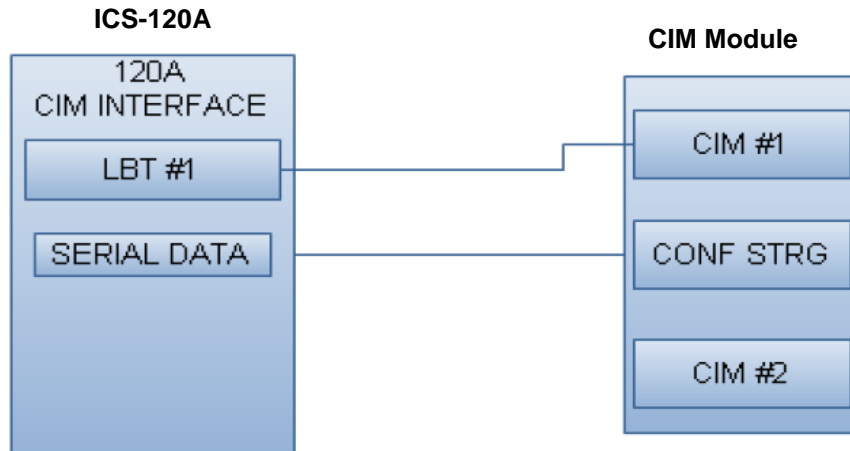 ICS-120A
120A
CIM INTERFACE
LBT #1
SERIAL DATA
CIM Module
CIM #1
CONF STRG
CIM #2